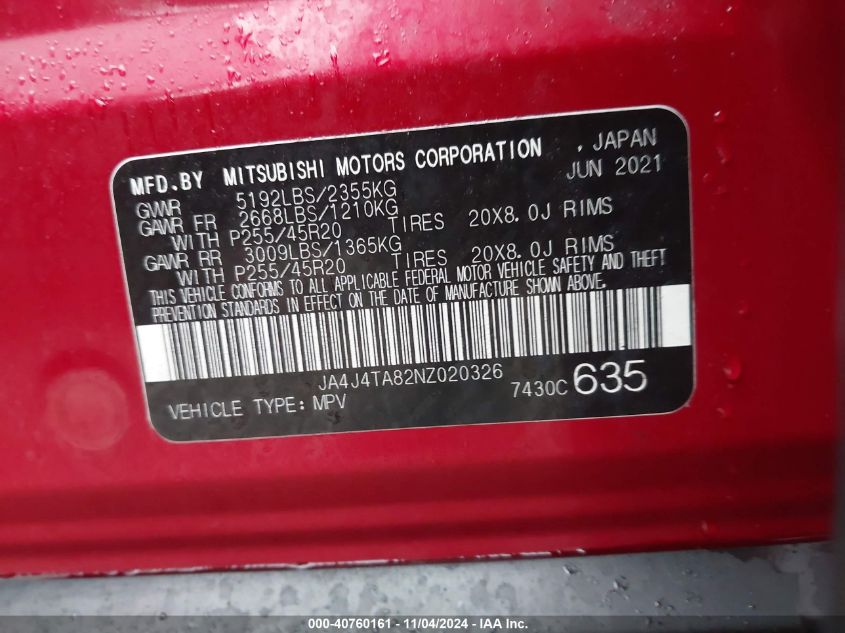 MFD.BY MITSUBISHI MOTORS CORPORATION , JAPAN
JUN 2021
GVWR 5192LBS/2355KG
GAWR FR 2668LBS/1210KG
WITH P255/45R20 TIRES 20X8.0J RIMS
GAWR RR 3009LBS/1365KG
WITH P255/45R20 TIRES 20X8.0J RIMS
THIS VEHICLE CONFORMS TO ALL APPLICABLE FEDERAL MOTOR VEHICLE SAFETY AND THEFT
PREVENTION STANDARDS IN EFFECT ON THE DATE OF MANUFACTURE SHOWN ABOVE.
JA4J4TA82NZ020326
VEHICLE TYPE: MPV 7430C 635
000-40760161 - 11/04/2024 - IAA Inc.